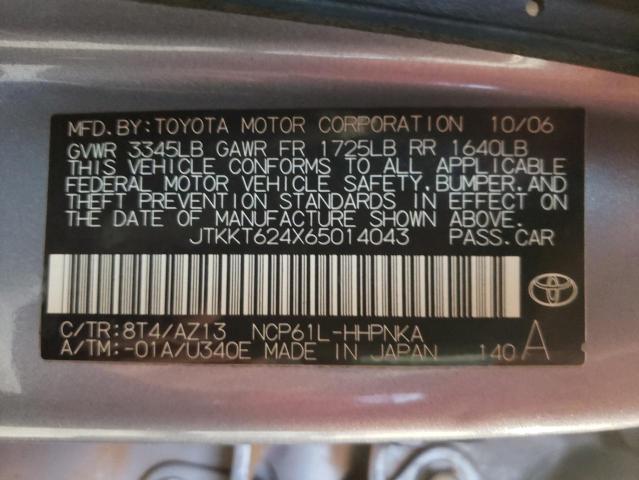 MFD.BY:TOYOTA MOTOR CORPORATION 10/06
GVWR 3345LB GAWR FR 1725LB RR 1640LB
THIS VEHICLE CONFORMS TO ALL APPLICABLE
FEDERAL MOTOR VEHICLE SAFETY,BUMPER,AND
THEFT PREVENTION STANDARDS IN EFFECT ON
THE DATE OF MANUFACTURE SHOWN ABOVE.
JTKKT624X65014043 PASS.CAR
C/TR:8T4/AZ13 NCP61L-HHPNKA
A/TM:-01A/U340E MADE IN JAPAN 140 A